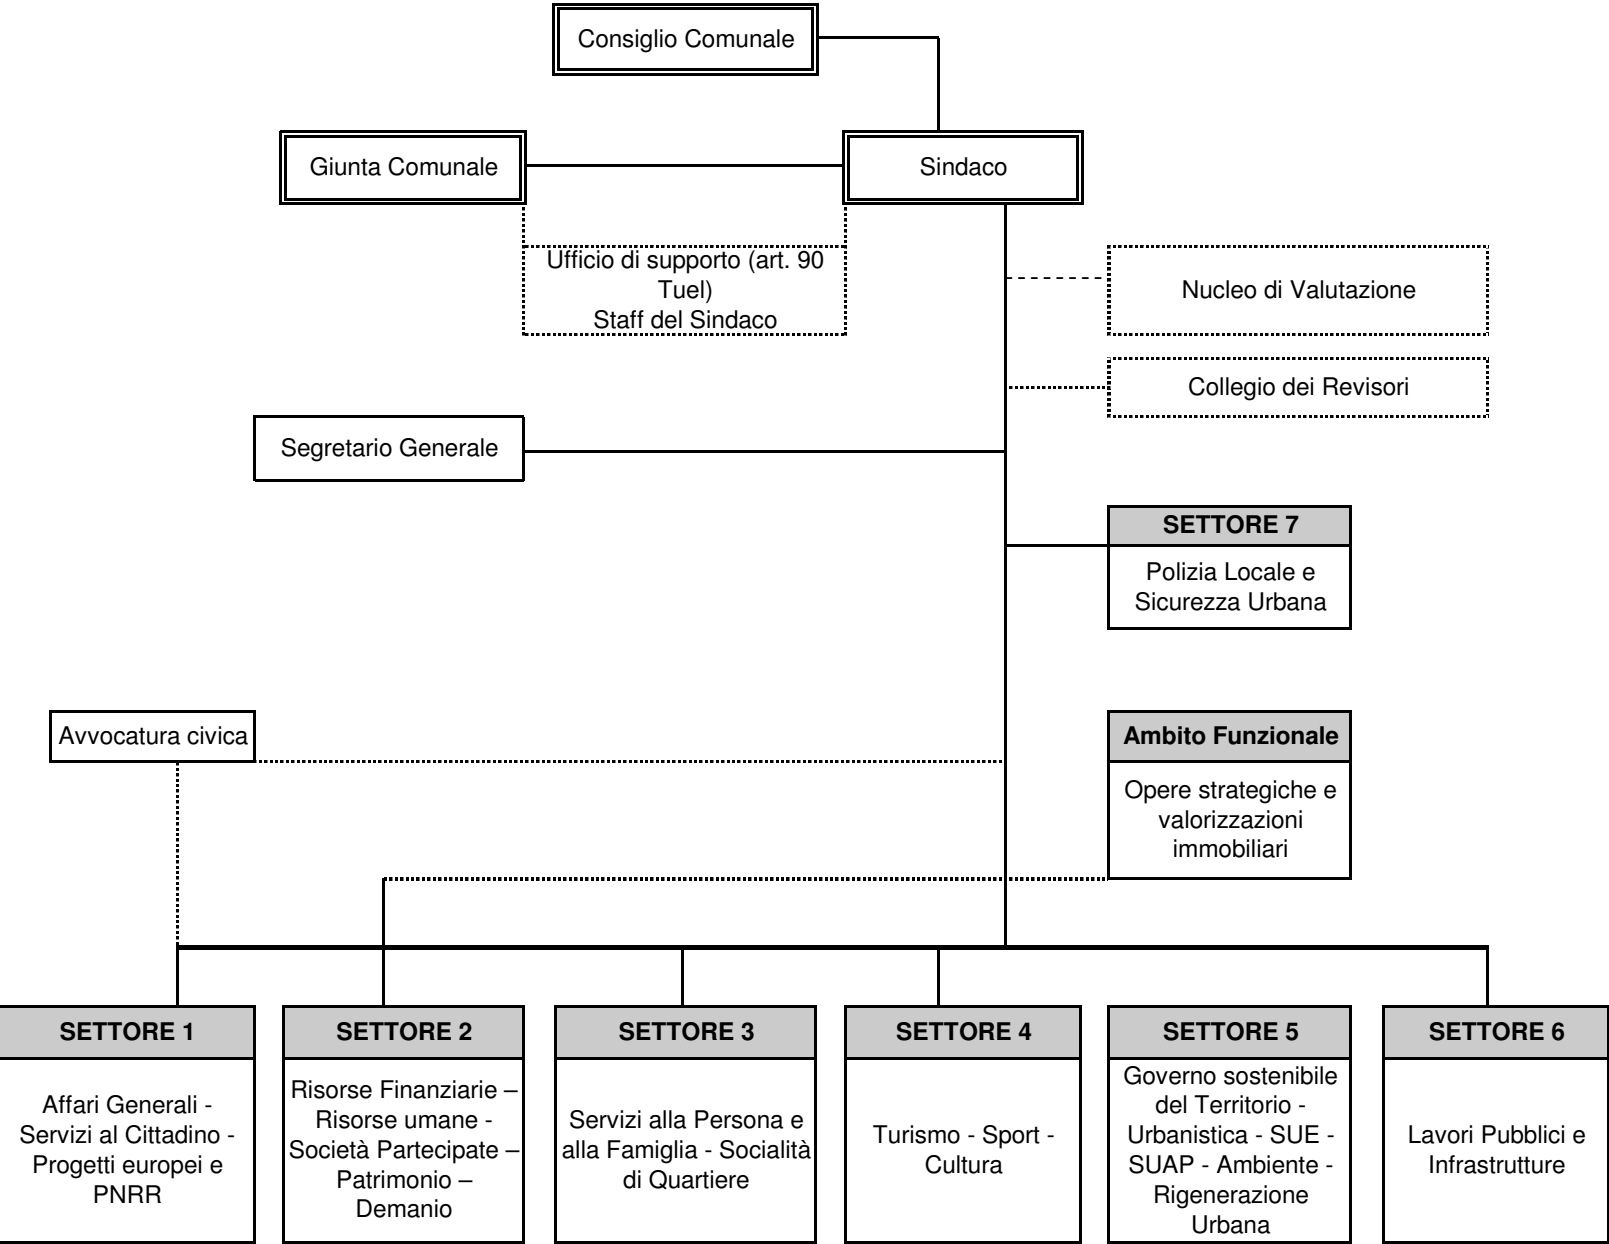 Consiglio Comunale
Giunta Comunale
Sindaco
Ufficio di supporto (art. 90
Tuel)
Staff del Sindaco
Nucleo di Valutazione
Collegio dei Revisori
Segretario Generale
SETTORE 7
Polizia Locale e
Sicurezza Urbana
Avvocatura civica
Ambito Funzionale
Opere strategiche e
valorizzazioni
immobiliari
SETTORE 1
Affari Generali -
Servizi al Cittadino -
Progetti europei e
PNRR
SETTORE 2
Risorse Finanziarie –
Risorse umane -
Società Partecipate –
Patrimonio –
Demanio
SETTORE 3
Servizi alla Persona e
alla Famiglia - Socialità
di Quartiere
SETTORE 4
Turismo - Sport -
Cultura
SETTORE 5
Governo sostenibile
del Territorio -
Urbanistica - SUE -
SUAP - Ambiente -
Rigenerazione
Urbana
SETTORE 6
Lavori Pubblici e
Infrastrutture